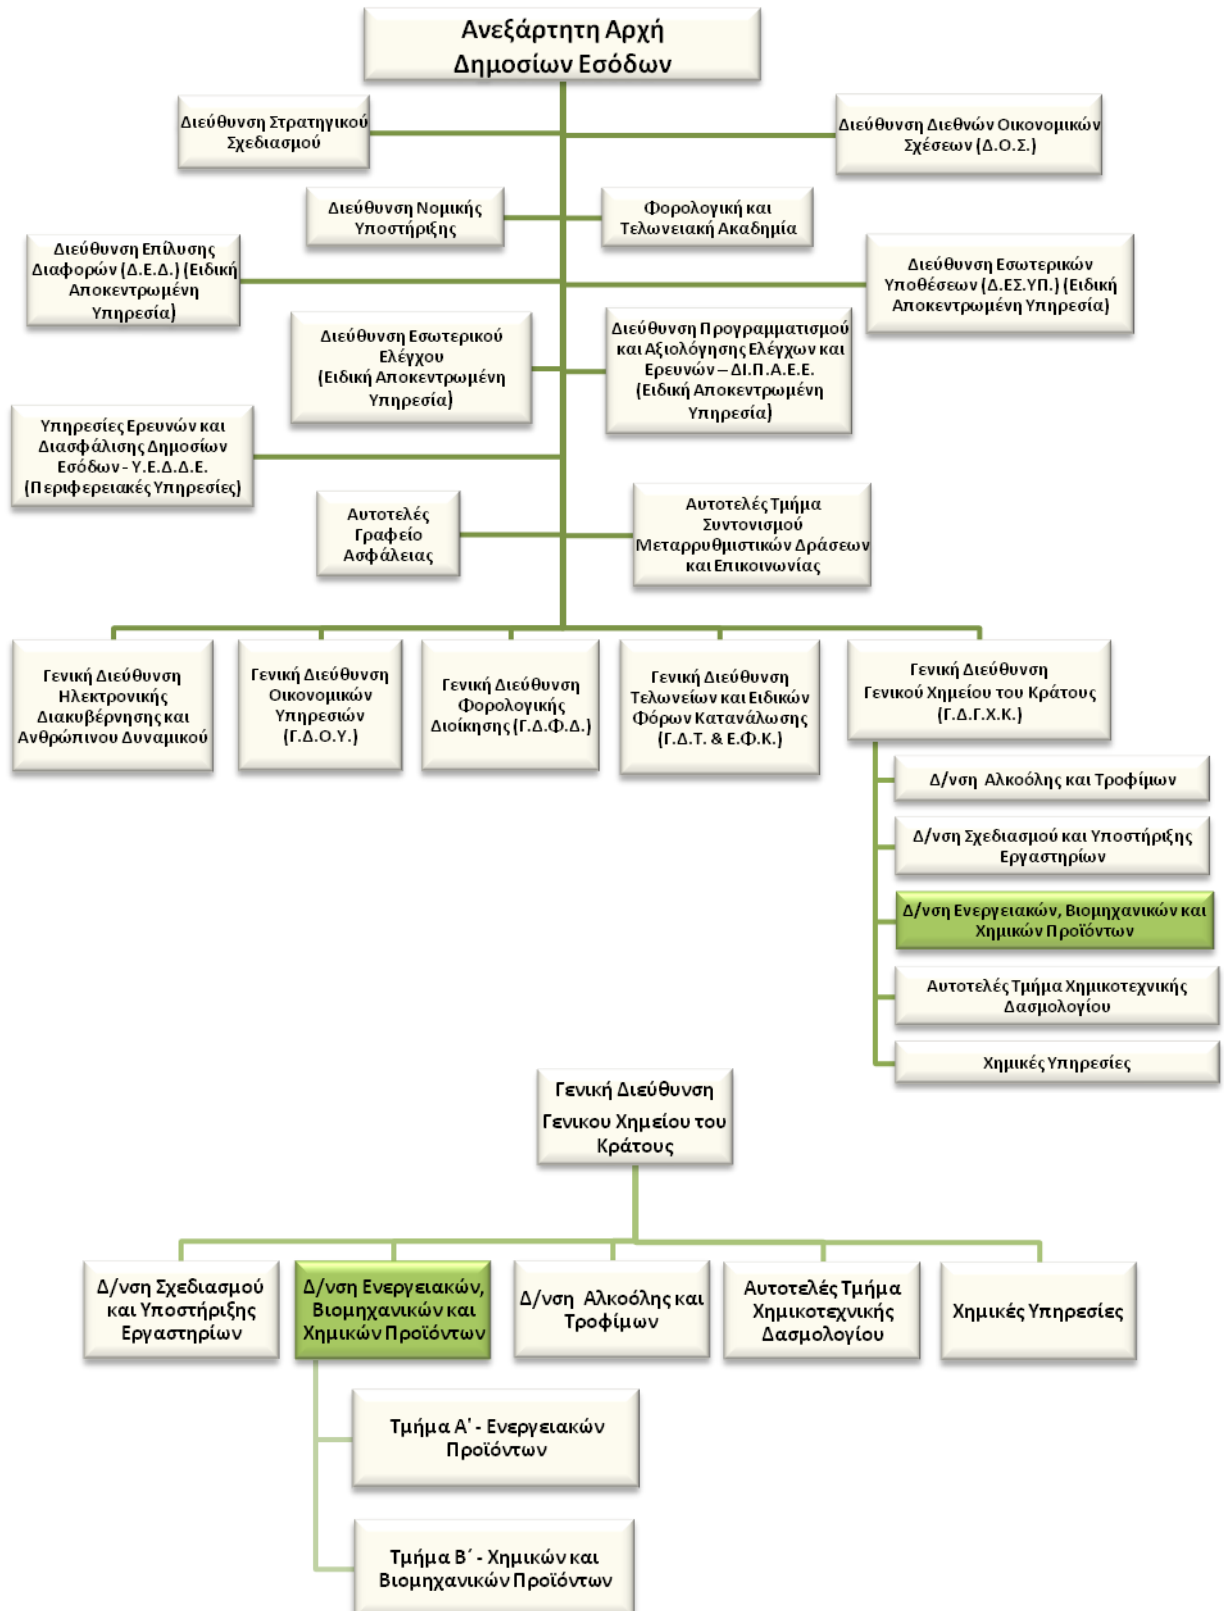 Ανεξάρτητη Αρχή
Δημοσίων Εσόδων
Διεύθυνση Στρατηγικού
Σχεδιασμού
Διεύθυνση Διεθνών Οικονομικών
Σχέσεων (Δ.Ο.Σ.)
Διεύθυνση Νομικής
Υποστήριξης
Φορολογική και
Τελωνειακή Ακαδημία
Διεύθυνση Επίλυσης
Διαφορών (Δ.Ε.Δ.) (Ειδική
Αποκεντρωμένη
Υπηρεσία)
Διεύθυνση Εσωτερικών
Υποθέσεων (Δ.ΕΣ.ΥΠ.) (Ειδική
Αποκεντρωμένη Υπηρεσία)
Διεύθυνση Εσωτερικού
Ελέγχου
(Ειδική Αποκεντρωμένη
Υπηρεσία)
Διεύθυνση Προγραμματισμού
και Αξιολόγησης Ελέγχων και
Ερευνών – ΔΙ.Π.Α.Ε.Ε.
(Ειδική Αποκεντρωμένη
Υπηρεσία)
Υπηρεσίες Ερευνών και
Διασφάλισης Δημοσίων
Εσόδων - Υ.Ε.Δ.Δ.Ε.
(Περιφερειακές Υπηρεσίες)
Αυτοτελές
Γραφείο
Ασφάλειας
Αυτοτελές Τμήμα
Συντονισμού
Μεταρρυθμιστικών Δράσεων
και Επικοινωνίας
Γενική Διεύθυνση
Ηλεκτρονικής
Διακυβέρνησης και
Ανθρώπινου Δυναμικού
Γενική Διεύθυνση
Οικονομικών
Υπηρεσιών
(Γ.Δ.Ο.Υ.)
Γενική Διεύθυνση
Φορολογικής
Διοίκησης (Γ.Δ.Φ.Δ.)
Γενική Διεύθυνση
Τελωνείων και Ειδικών
Φόρων Κατανάλωσης
(Γ.Δ.Τ. & Ε.Φ.Κ.)
Γενική Διεύθυνση
Γενικού Χημείου του Κράτους
(Γ.Δ.Γ.Χ.Κ.)
Δ/νση Αλκοόλης και Τροφίμων
Δ/νση Σχεδιασμού και Υποστήριξης
Εργαστηρίων
Δ/νση Ενεργειακών, Βιομηχανικών και
Χημικών Προϊόντων
Αυτοτελές Τμήμα Χημικοτεχνικής
Δασμολογίου
Χημικές Υπηρεσίες
Γενική Διεύθυνση
Γενικου Χημείου του
Κράτους
Δ/νση Σχεδιασμού
και Υποστήριξης
Εργαστηρίων
Δ/νση Ενεργειακών,
Βιομηχανικών και
Χημικών Προϊόντων
Δ/νση Αλκοόλης και
Τροφίμων
Αυτοτελές Τμήμα
Χημικοτεχνικής
Δασμολογίου
Χημικές Υπηρεσίες
Τμήμα Α' - Ενεργειακών
Προϊόντων
Τμήμα Β΄ - Χημικών και
Βιομηχανικών Προϊόντων